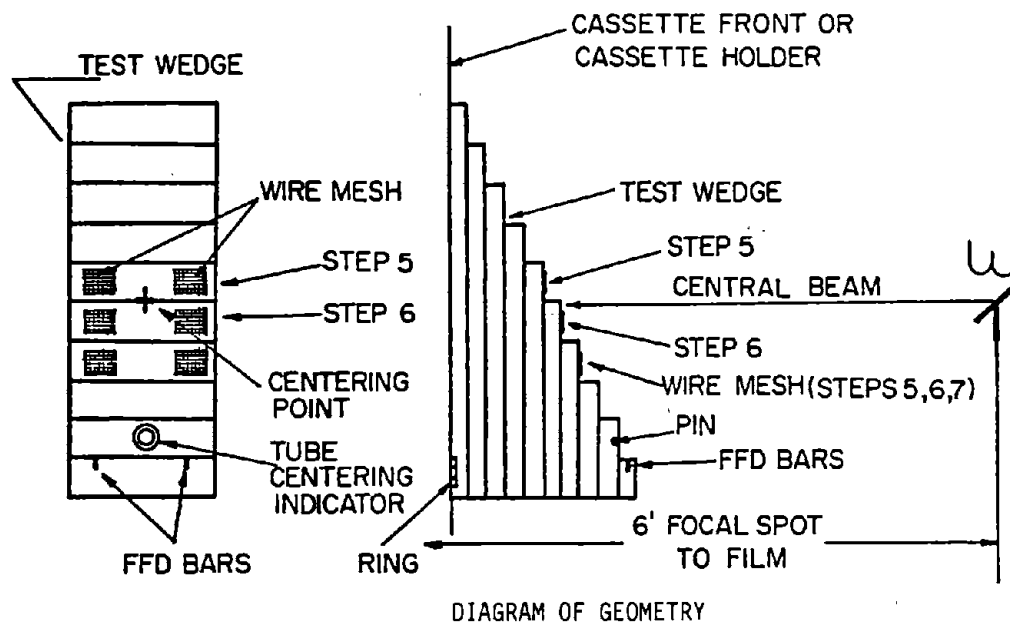 TEST WEDGE
WIRE MESH
STEP 5
STEP 6
CENTERING
POINT
TUBE
CENTERING
INDICATOR
FFD BARS
CASSETTE FRONT OR
CASSETTE HOLDER
TEST WEDGE
STEP 5
CENTRAL BEAM
STEP 6
WIRE MESH(STEPS 5,6,7)
PIN
FFD BARS
RING
6' FOCAL SPOT
TO FILM
DIAGRAM OF GEOMETRY